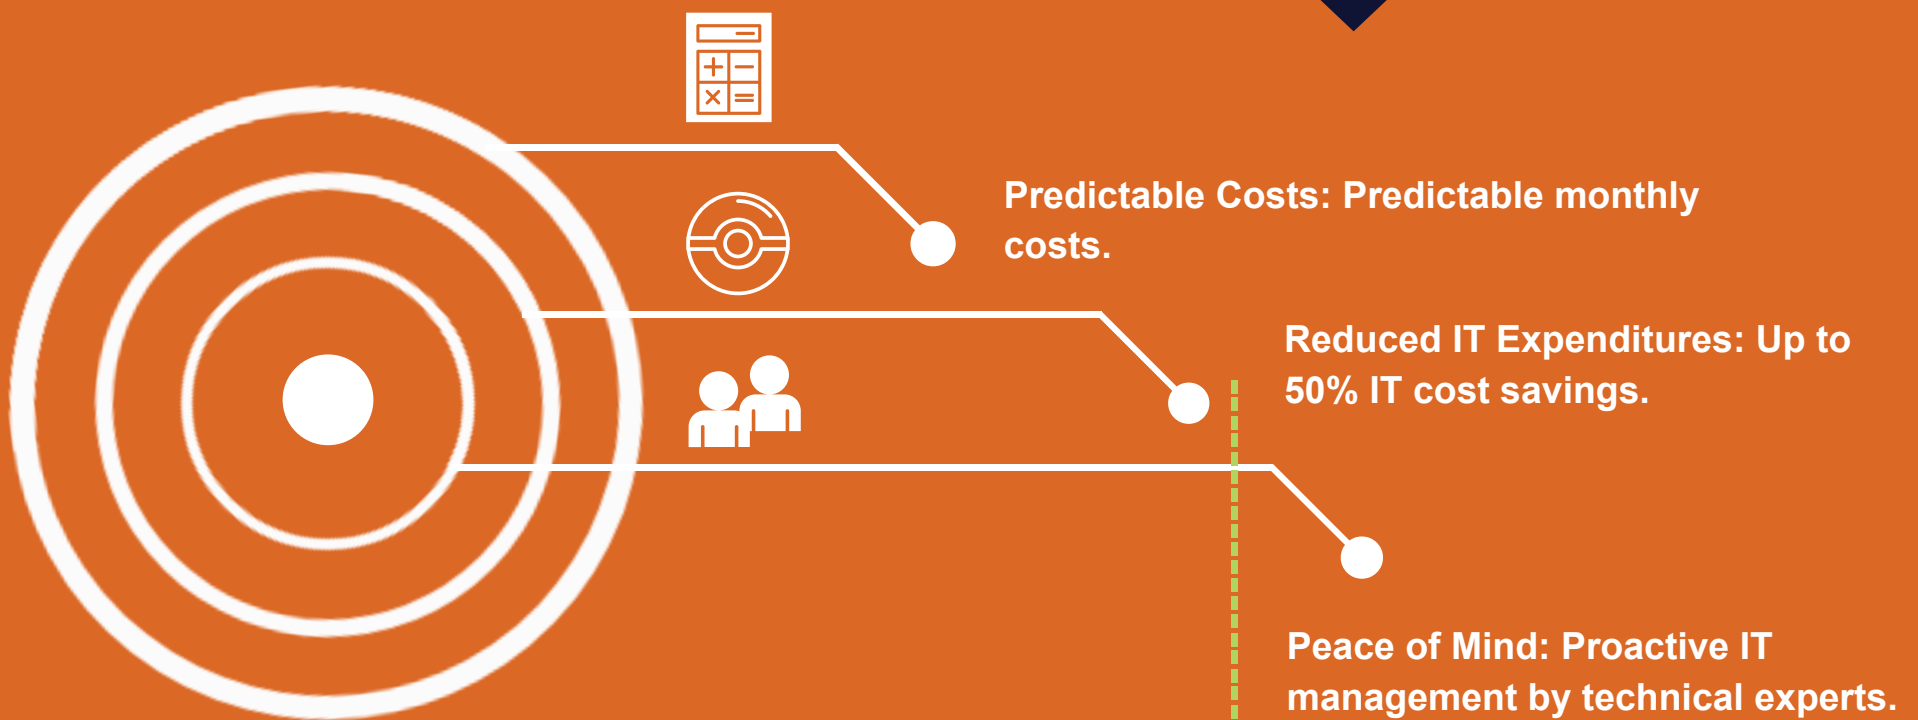 Predictable Costs: Predictable monthly
costs.
Reduced IT Expenditures: Up to
50% IT cost savings.
Peace of Mind: Proactive IT
management by technical experts.